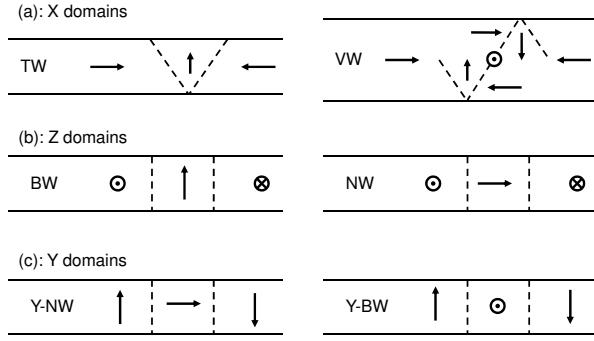 (a): X domains
TW
VW
(b): Z domains
BW
NW
(c): Y domains
Y-NW
Y-BW